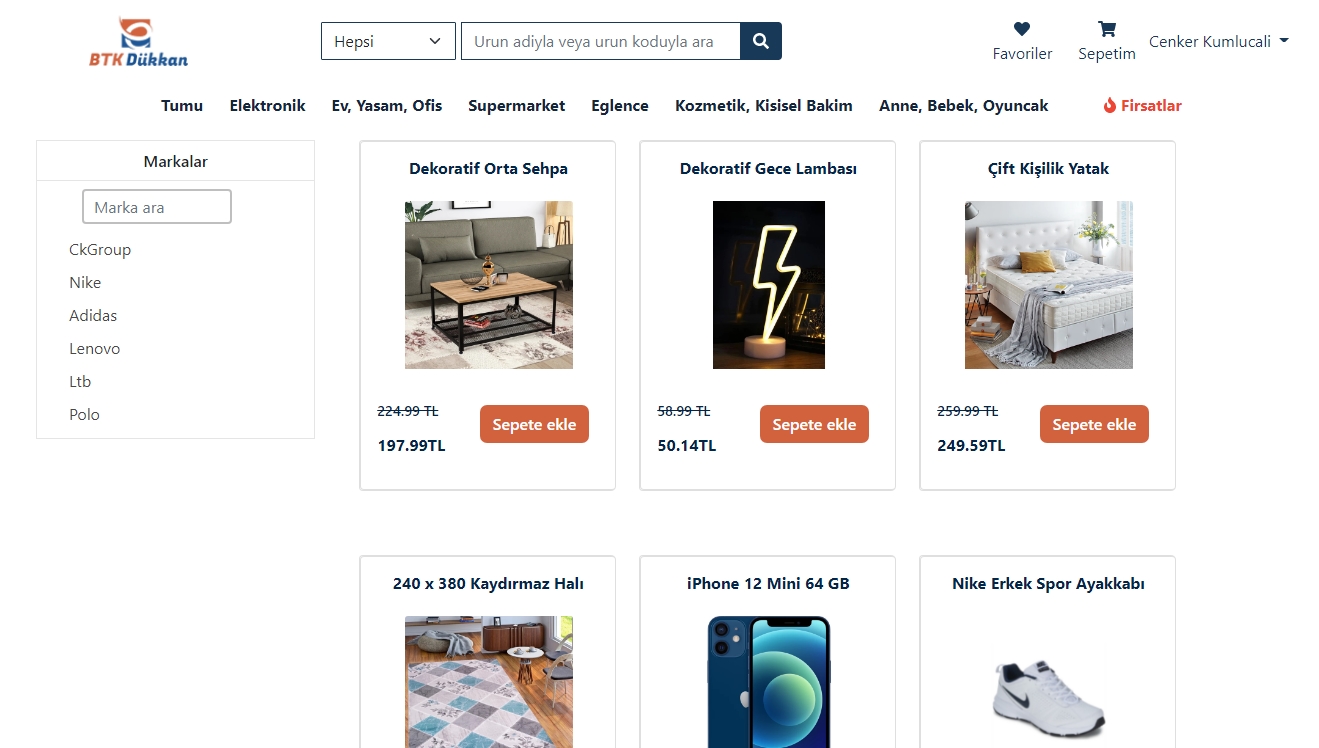 BTK Dükkan
Hepsi
Urun adiyla veya urun koduyla ara
Favoriler
Sepetim
Cenker Kumlucali
Tumu
Elektronik
Ev, Yasam, Ofis
Supermarket
Eglence
Kozmetik, Kisisel Bakim
Anne, Bebek, Oyuncak
Firsatlar
Markalar
Marka ara
CkGroup
Nike
Adidas
Lenovo
Ltb
Polo
Dekoratif Orta Sehpa
224.99 TL
197.99TL
Sepete ekle
Dekoratif Gece Lambası
58.99 TL
50.14TL
Sepete ekle
Çift Kişilik Yatak
259.99 TL
249.59TL
Sepete ekle
240 x 380 Kaydırmaz Halı
iPhone 12 Mini 64 GB
Nike Erkek Spor Ayakkabı